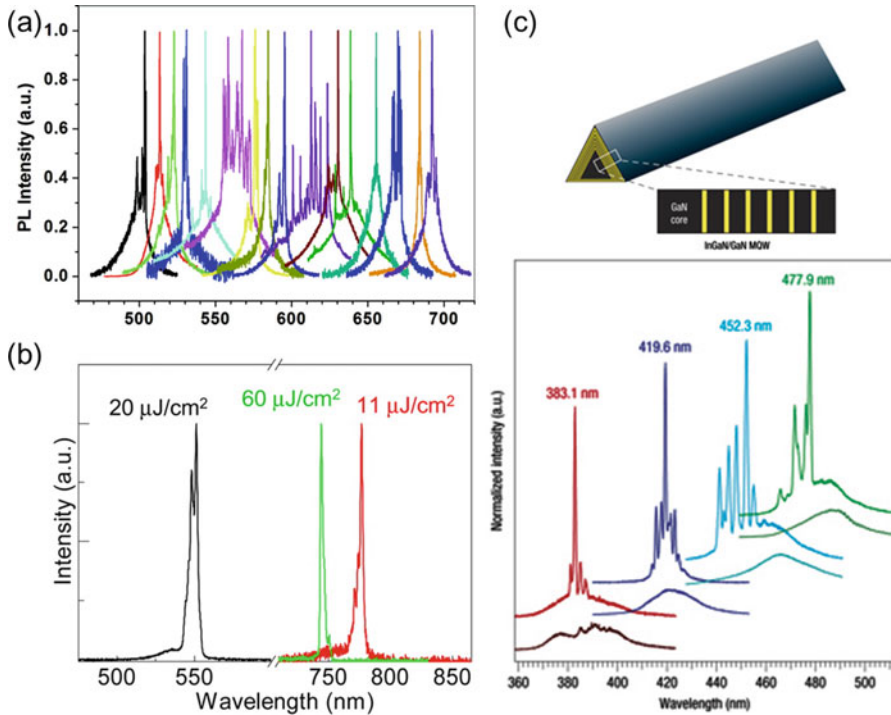 (a)
PL Intensity (a.u.)
1.0
0.8
0.6
0.4
0.2
0.0
500
550
600
650
700
(b)
20 µJ/cm²
60 µJ/cm²
11 µJ/cm²
Intensity (a.u.)
500
550
750
800
850
Wavelength (nm)
(c)
GaN
core
InGaN/GaN MQW
477.9 nm
452.3 nm
419.6 nm
383.1 nm
Normalized intensity (a.u.)
360
380
400
420
440
460
480
500
Wavelength (nm)